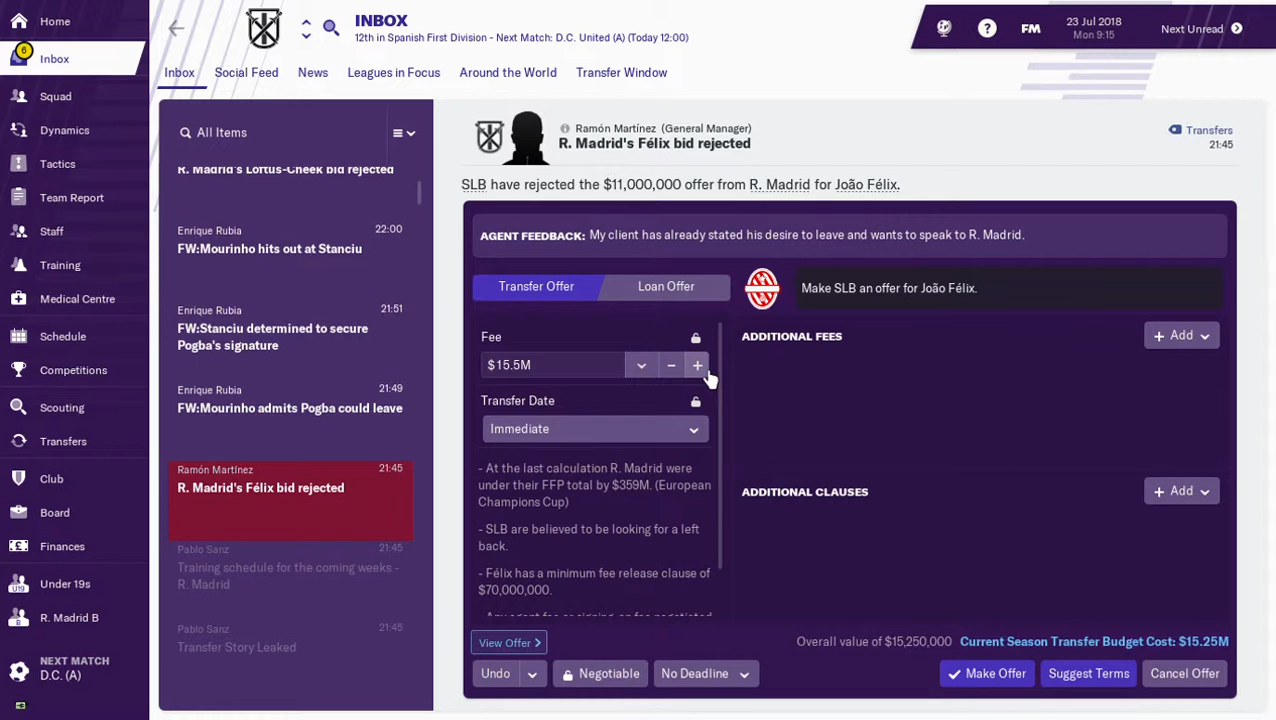 Home
6
Inbox
Squad
Dynamics
Tactics
Team Report
Staff
Training
Medical Centre
Schedule
Competitions
Scouting
Transfers
Club
Board
Finances
U19
Under 19s
B
R. Madrid B
NEXT MATCH
D.C. (A)
INBOX
12th in Spanish First Division - Next Match: D.C. United (A) (Today 12:00)
? FM
23 Jul 2018
Mon 9:15
Next Unread
Inbox Social Feed News Leagues in Focus Around the World Transfer Window
All Items
R. Madrid's Loftus-Cheek bid rejected
Enrique Rubia 22:00
FW:Mourinho hits out at Stanciu
Enrique Rubia 21:51
FW:Stanciu determined to secure
Pogba's signature
Enrique Rubia 21:49
FW:Mourinho admits Pogba could leave
Ramón Martínez 21:45
R. Madrid's Félix bid rejected
Pablo Sanz 21:45
Training schedule for the coming weeks -
R. Madrid
Pablo Sanz 21:45
Transfer Story Leaked
Ramón Martínez (General Manager)
R. Madrid's Félix bid rejected
Transfers
21:45
SLB have rejected the $11,000,000 offer from R. Madrid for João Félix.
AGENT FEEDBACK: My client has already stated his desire to leave and wants to speak to R. Madrid.
Transfer Offer Loan Offer
Make SLB an offer for João Félix.
Fee
$15.5M
Transfer Date
Immediate
- At the last calculation R. Madrid were
under their FFP total by $359M. (European
Champions Cup)
- SLB are believed to be looking for a left
back.
- Félix has a minimum fee release clause of
$70,000,000.
- Any agent fee or signing-on fee negotiated
ADDITIONAL FEES
+ Add
ADDITIONAL CLAUSES
+ Add
View Offer
Overall value of $15,250,000 Current Season Transfer Budget Cost: $15.25M
Undo Negotiable No Deadline Make Offer Suggest Terms Cancel Offer